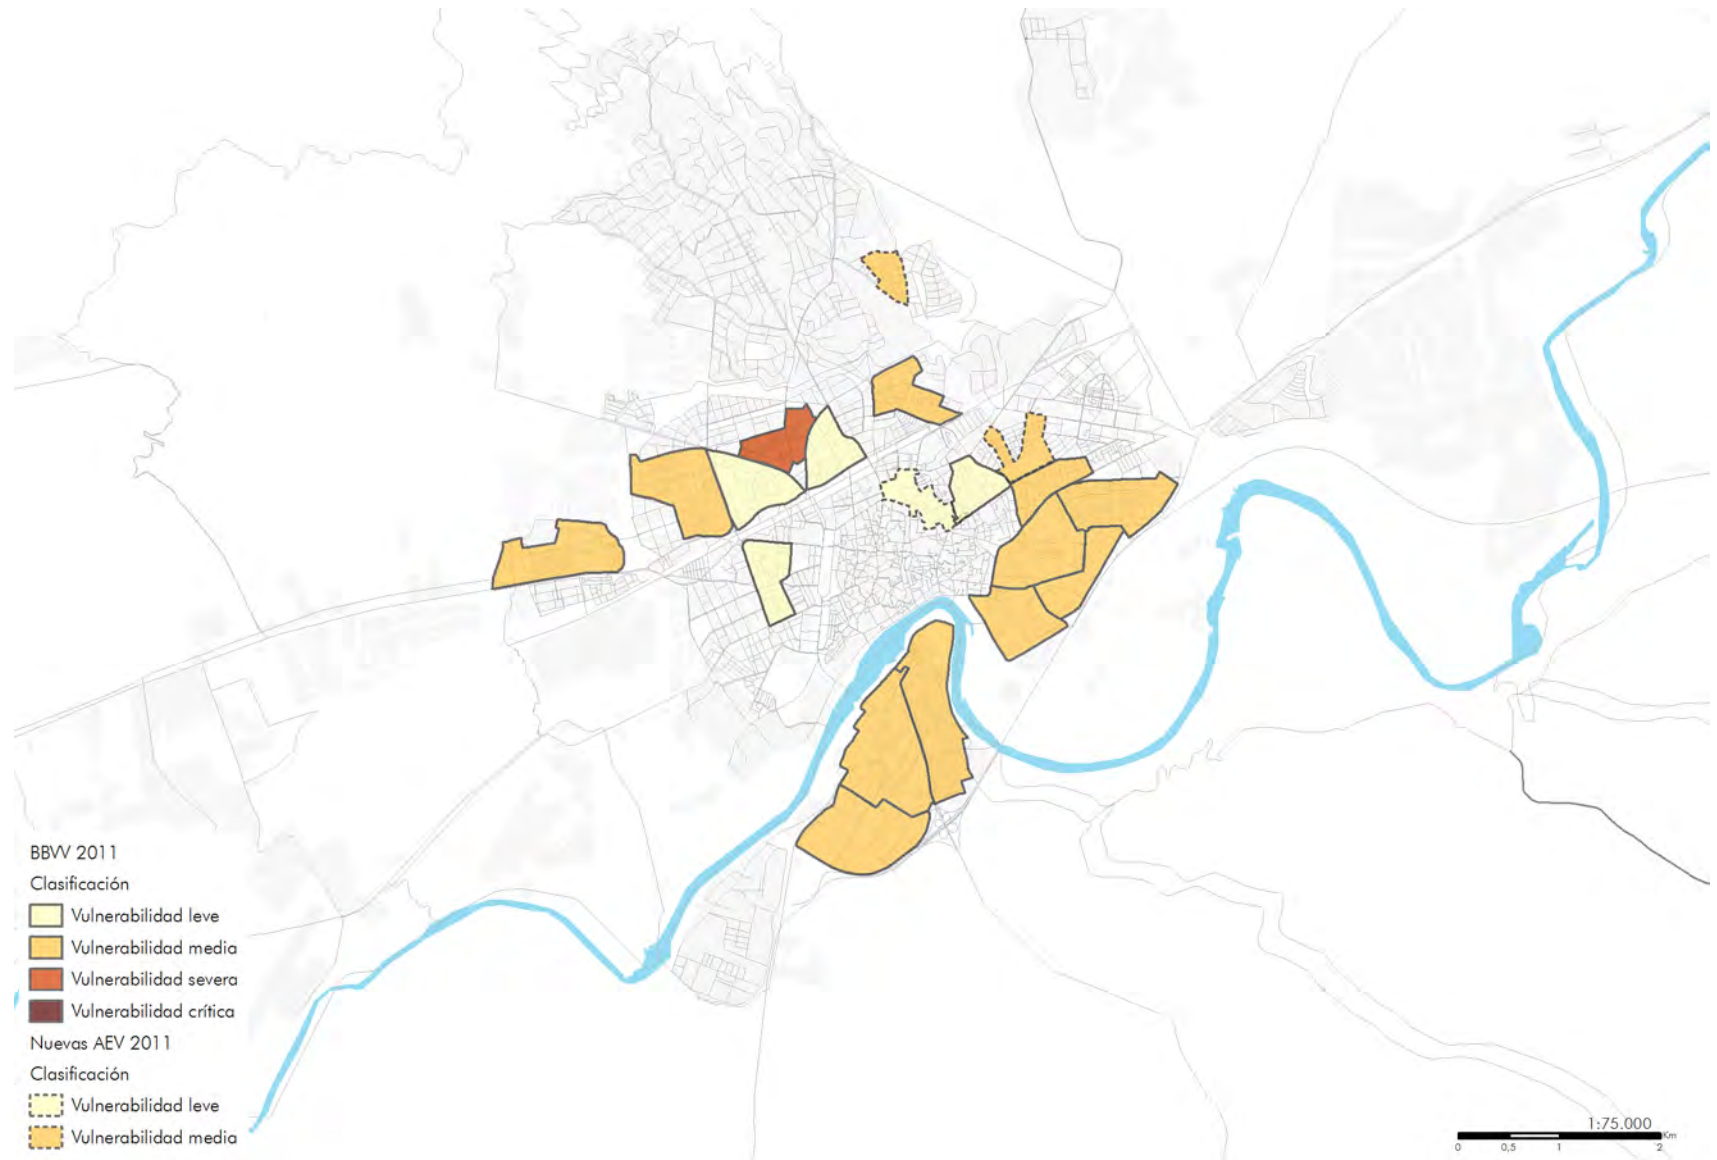 BBVV 2011
Clasificación
Vulnerabilidad leve
Vulnerabilidad media
Vulnerabilidad severa
Vulnerabilidad crítica
Nuevas AEV 2011
Clasificación
Vulnerabilidad leve
Vulnerabilidad media
1:75.000
Km
0 0,5 1 2